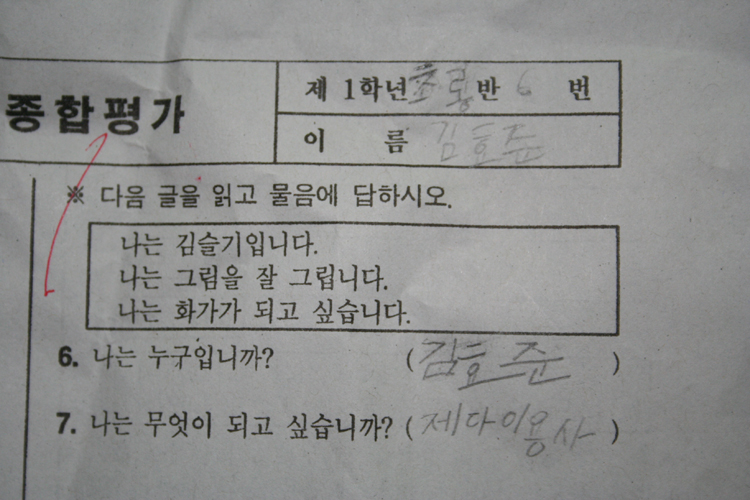 종합평가
제 1학년 초롱 반 6 번
이 름 김효준
※ 다음 글을 읽고 물음에 답하시오.
나는 김슬기입니다.
나는 그림을 잘 그립니다.
나는 화가가 되고 싶습니다.
6. 나는 누구입니까? (김효준)
7. 나는 무엇이 되고 싶습니까? (제다이용사)